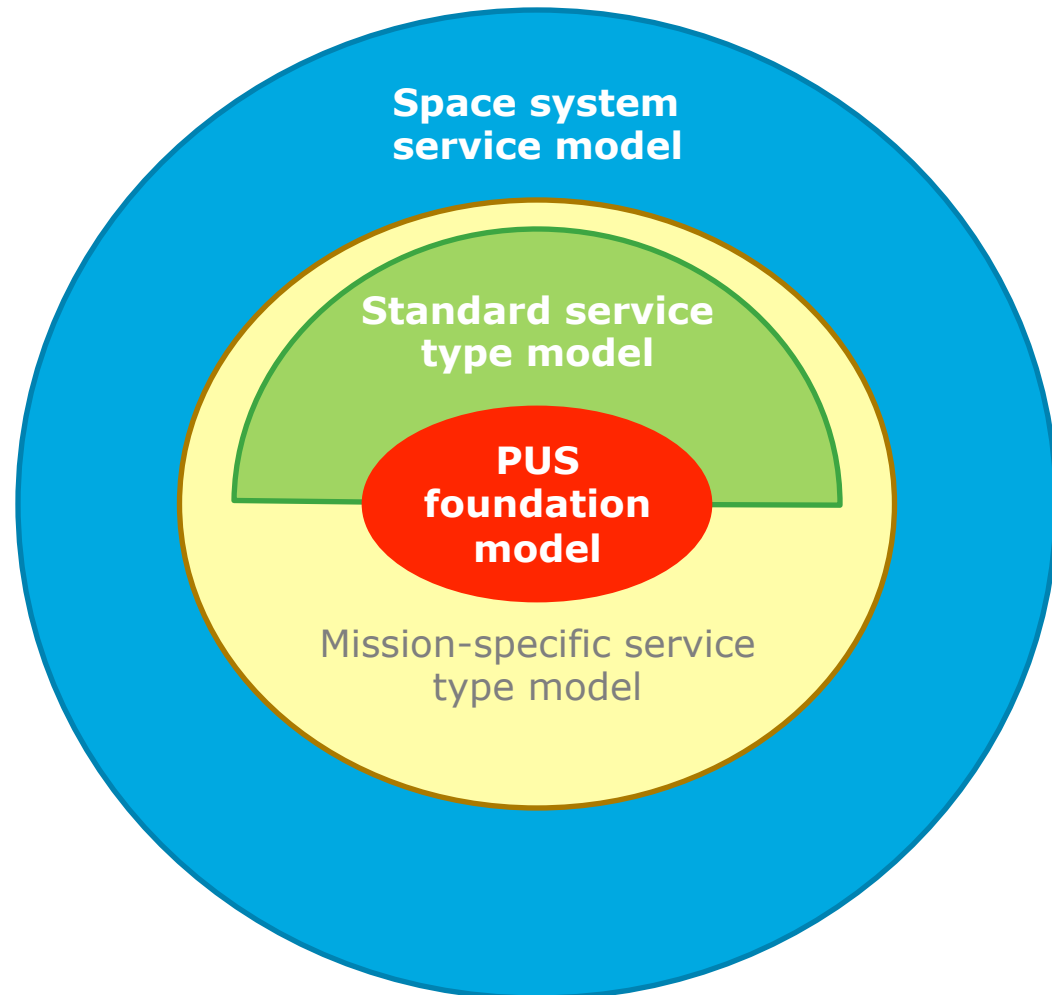 Space system
service model
Standard service
type model
PUS
foundation
model
Mission-specific service
type model